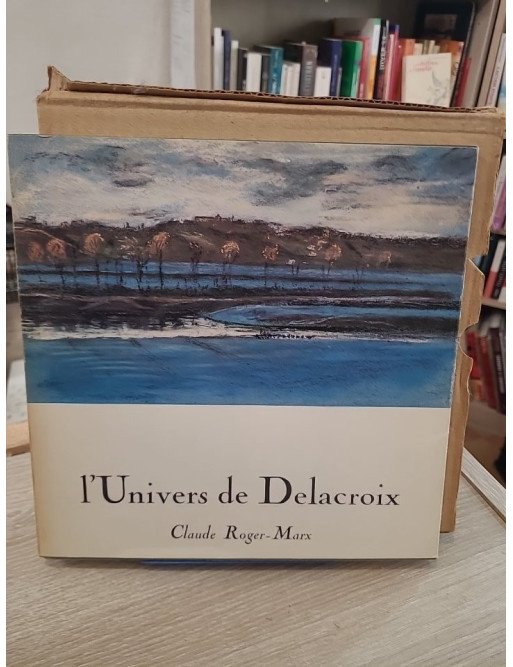 l'Univers de Delacroix
Claude Roger-Marx